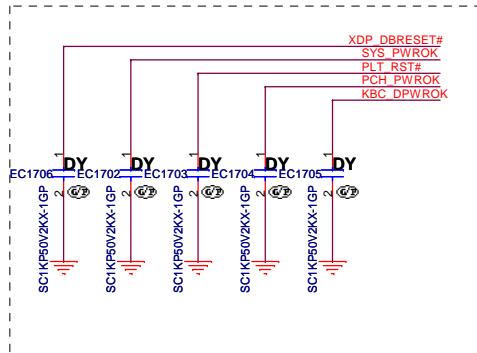 XDP_DBRESET#
SYS_PWROK
PLT_RST#
PCH_PWROK
KBC_DPWROK
1 DY 1 DY 1 DY 1 DY 1 DY
EC1706 EC1702 EC1703 EC1704 EC1705
2 2 2 2 2
SC1KP50V2KX-1GP SC1KP50V2KX-1GP SC1KP50V2KX-1GP SC1KP50V2KX-1GP SC1KP50V2KX-1GP